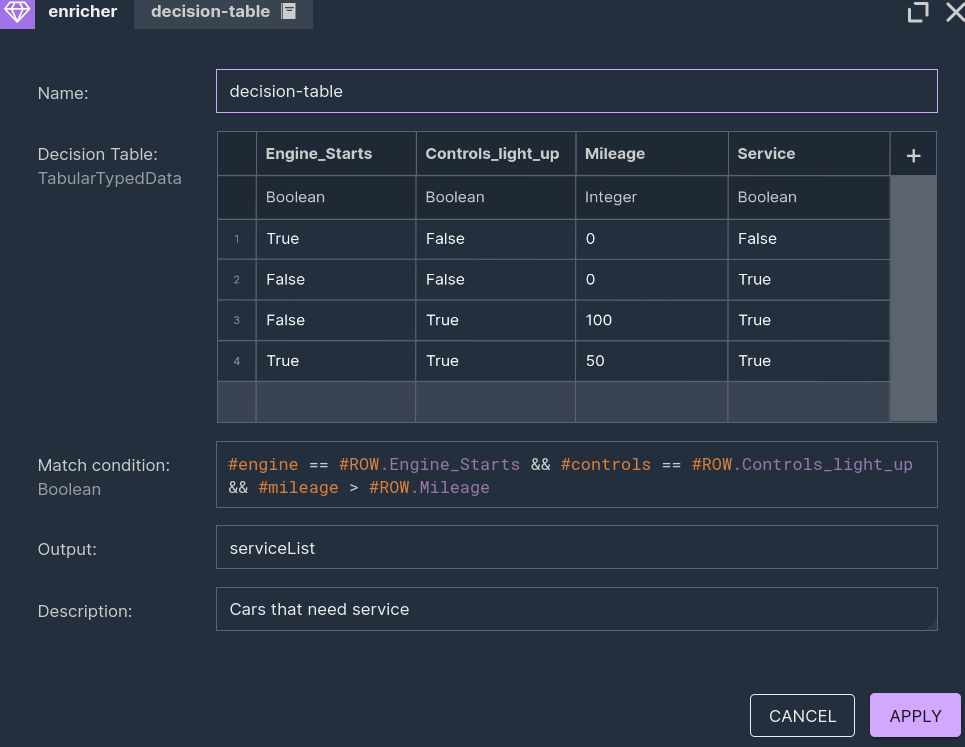 enricher decision-table
Name: decision-table
Decision Table:
TabularTypedData
Engine_Starts Controls_light_up Mileage Service +
Boolean Boolean Integer Boolean
1 True False 0 False
2 False False 0 True
3 False True 100 True
4 True True 50 True
Match condition:
Boolean
#engine == #ROW.Engine_Starts && #controls == #ROW.Controls_light_up
&& #mileage > #ROW.Mileage
Output: serviceList
Description: Cars that need service
CANCEL APPLY